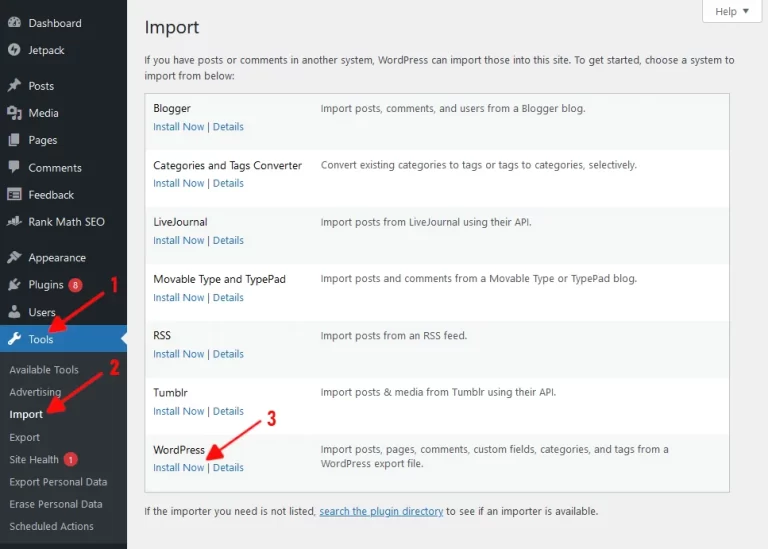 Help ▼
Dashboard
Jetpack
Posts
Media
Pages
Comments
Feedback
Rank Math SEO
Appearance
Plugins 8
Users
Tools
Available Tools
Advertising
Import
Export
Site Health 1
Export Personal Data
Erase Personal Data
Scheduled Actions
1
2
Import
If you have posts or comments in another system, WordPress can import those into this site. To get started, choose a system to
import from below:
Blogger
Install Now | Details
Import posts, comments, and users from a Blogger blog.
Categories and Tags Converter
Install Now | Details
Convert existing categories to tags or tags to categories, selectively.
LiveJournal
Install Now | Details
Import posts from LiveJournal using their API.
Movable Type and TypePad
Install Now | Details
Import posts and comments from a Movable Type or TypePad blog.
RSS
Install Now | Details
Import posts from an RSS feed.
Tumblr
Install Now | Details
Import posts & media from Tumblr using their API.
3
WordPress
Install Now | Details
Import posts, pages, comments, custom fields, categories, and tags from a
WordPress export file.
If the importer you need is not listed, search the plugin directory to see if an importer is available.